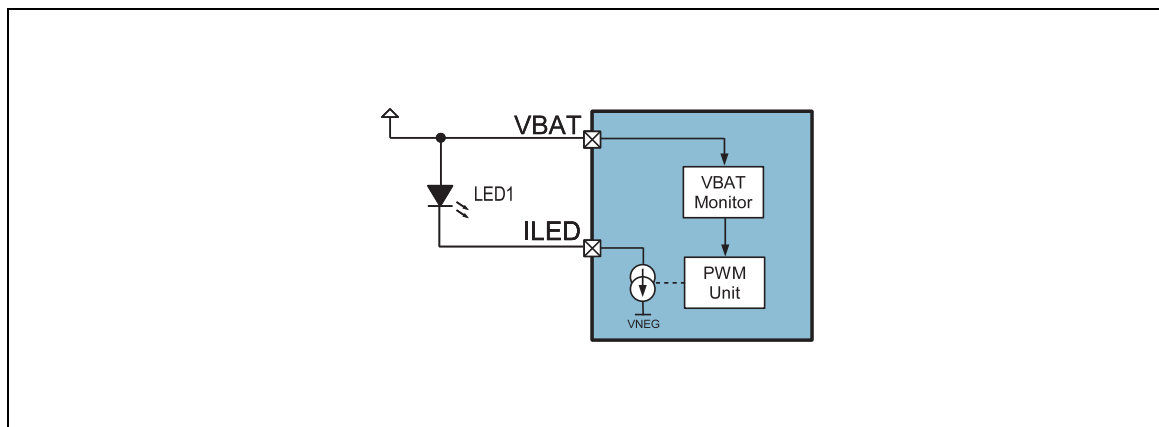 VBAT
VBAT
Monitor
LED1
ILED
PWM
Unit
VNEG